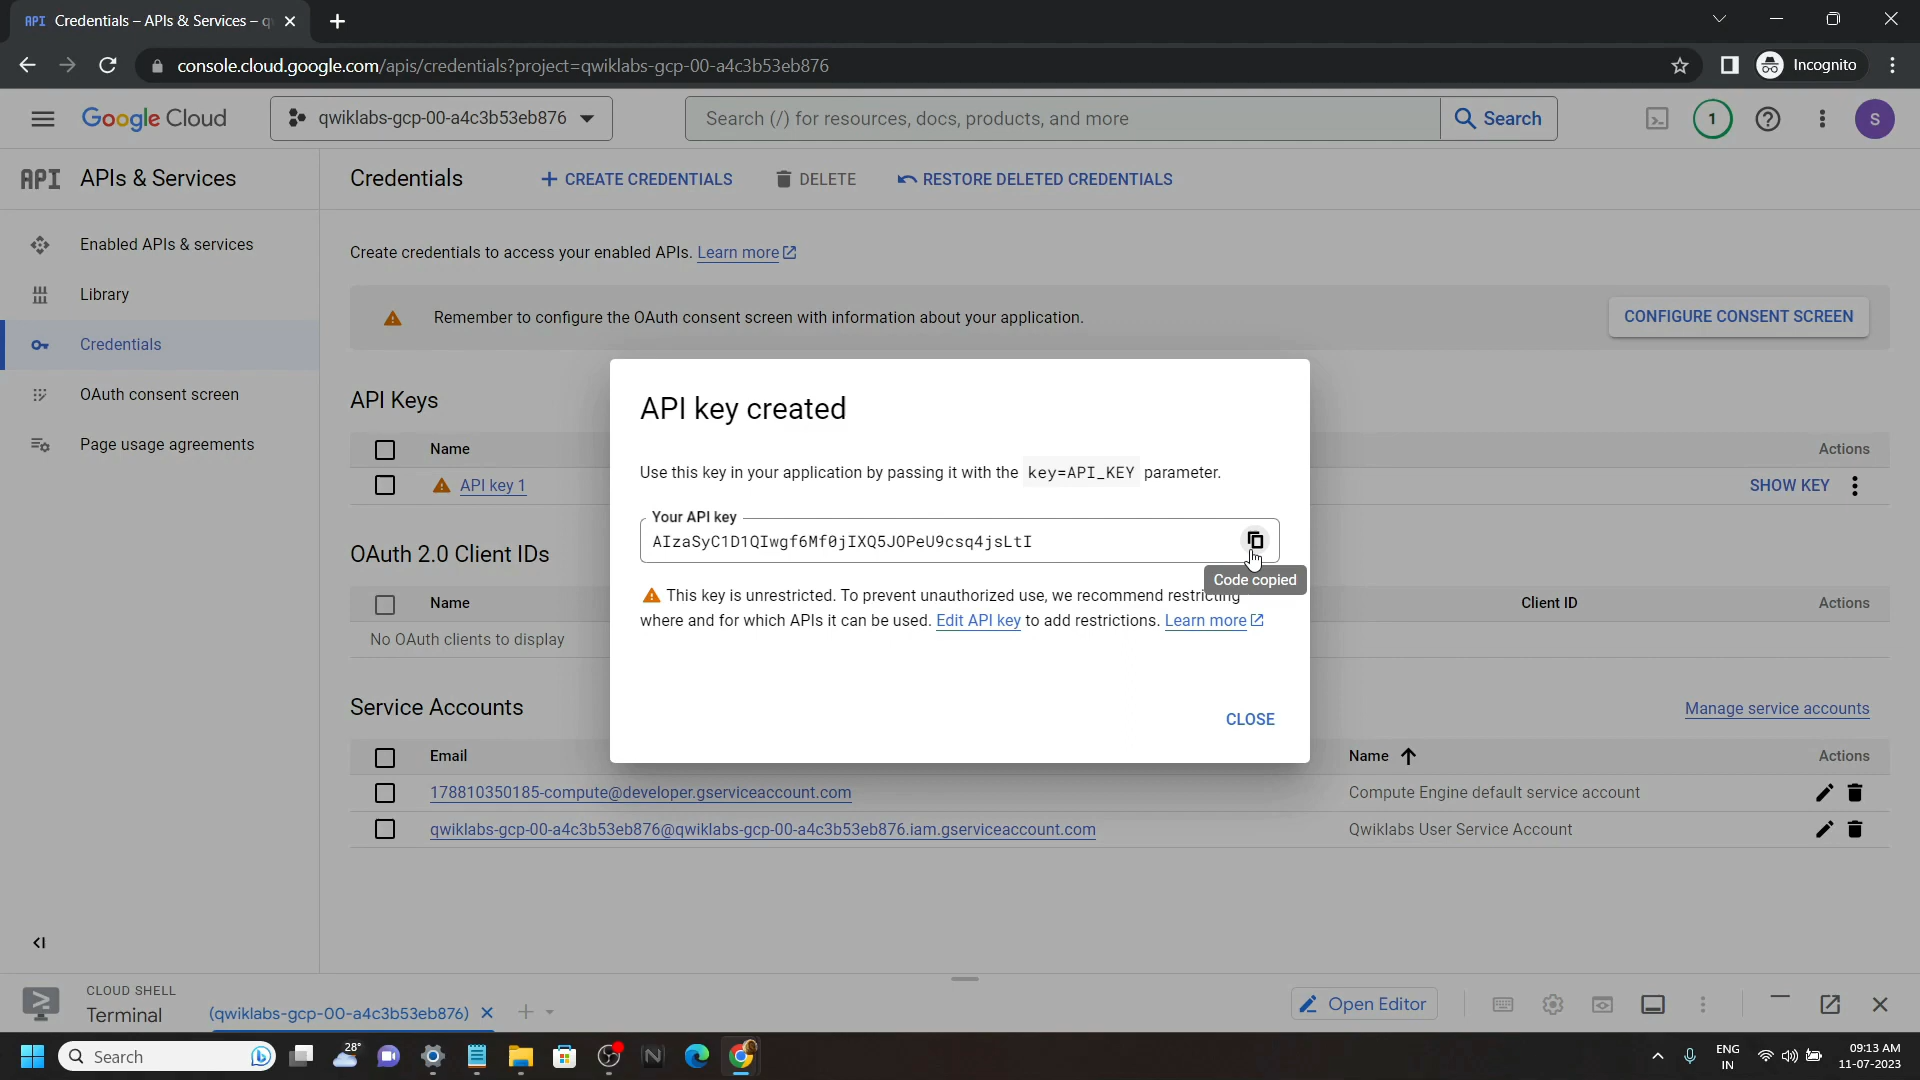 API Credentials – APIs & Services – q
console.cloud.google.com/apis/credentials?project=qwiklabs-gcp-00-a4c3b53eb876
Incognito
Google Cloud
qwiklabs-gcp-00-a4c3b53eb876
Search (/) for resources, docs, products, and more
Search
1
S
API APIs & Services
Credentials
+ CREATE CREDENTIALS
DELETE
RESTORE DELETED CREDENTIALS
Enabled APIs & services
Library
Credentials
OAuth consent screen
Page usage agreements
Create credentials to access your enabled APIs. Learn more
Remember to configure the OAuth consent screen with information about your application.
CONFIGURE CONSENT SCREEN
API Keys
Name
Actions
API key 1
SHOW KEY
OAuth 2.0 Client IDs
Name
Client ID
Actions
No OAuth clients to display
API key created
Use this key in your application by passing it with the key=API_KEY parameter.
Your API key
AIzaSyC1D1QIwgf6Mf0jIXQ5JOPeU9csq4jsLtI
Code copied
This key is unrestricted. To prevent unauthorized use, we recommend restricting
where and for which APIs it can be used. Edit API key to add restrictions. Learn more
CLOSE
Service Accounts
Manage service accounts
Email
Name
Actions
178810350185-compute@developer.gserviceaccount.com
Compute Engine default service account
qwiklabs-gcp-00-a4c3b53eb876@qwiklabs-gcp-00-a4c3b53eb876.iam.gserviceaccount.com
Qwiklabs User Service Account
CLOUD SHELL
Terminal
(qwiklabs-gcp-00-a4c3b53eb876)
Open Editor
Search
28°
ENG
IN
09:13 AM
11-07-2023